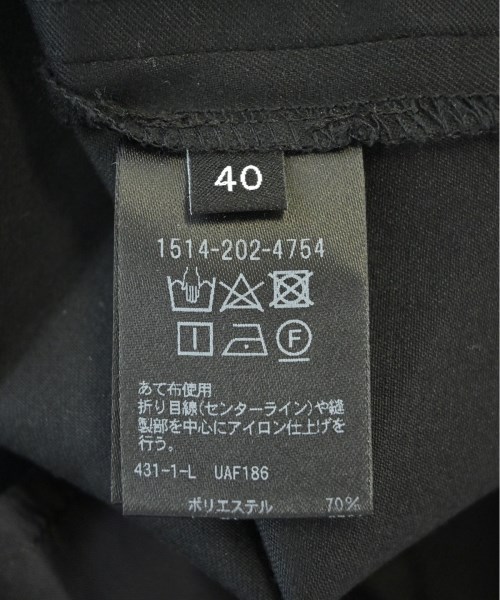 40
1514-202-4754
あて布使用
折り目線(センターライン)や縫
製部を中心にアイロン仕上げを
行う。
431-1-L UAF186
ポリエステル 70%